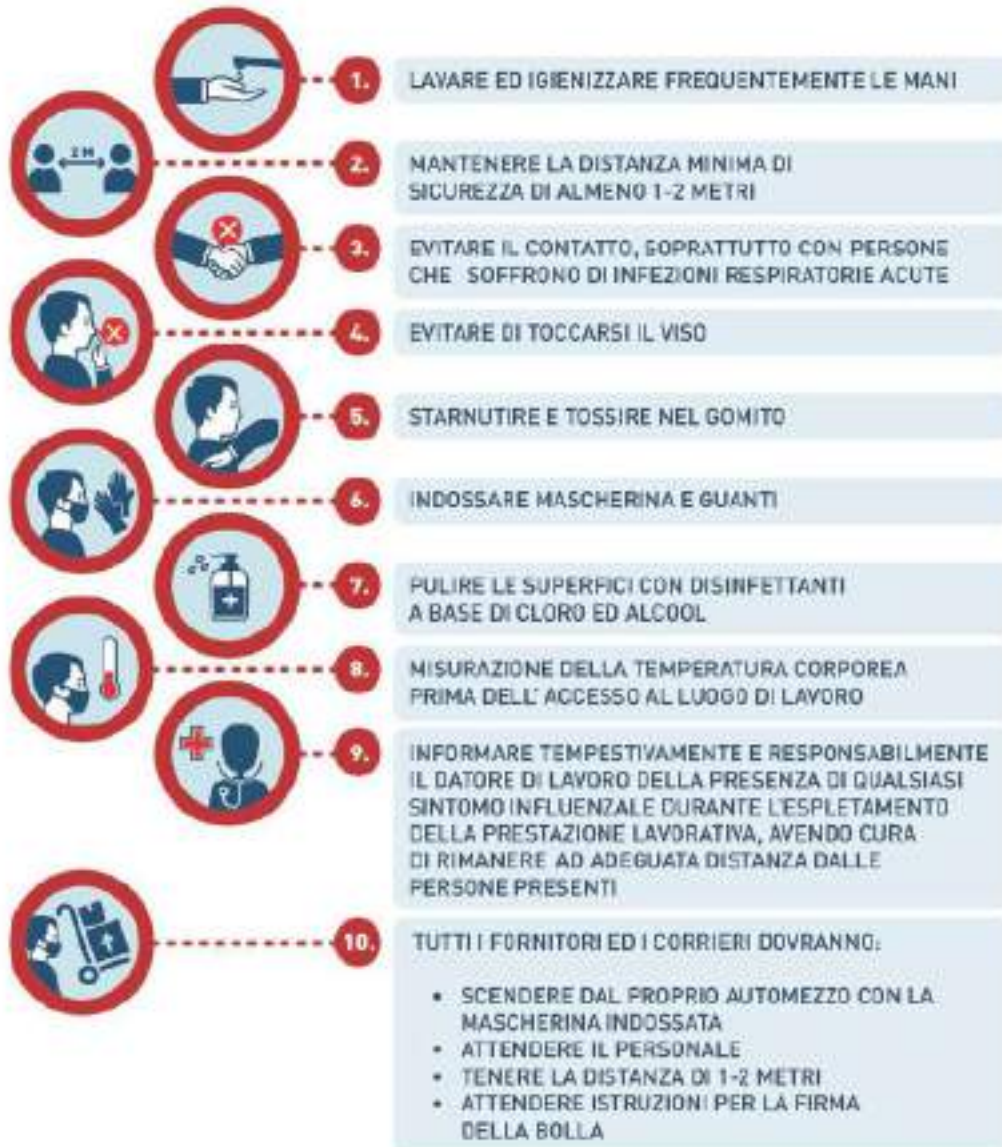 1. LAVARE ED IGIENIZZARE FREQUENTEMENTE LE MANI
2 M
2. MANTENERE LA DISTANZA MINIMA DI
SICUREZZA DI ALMENO 1-2 METRI
3. EVITARE IL CONTATTO, SOPRATTUTTO CON PERSONE
CHE SOFFRONO DI INFEZIONI RESPIRATORIE ACUTE
4. EVITARE DI TOCCARSI IL VISO
5. STARNUTIRE E TOSSIRE NEL GOMITO
6. INDOSSARE MASCHERINA E GUANTI
7. PULIRE LE SUPERFICI CON DISINFETTANTI
A BASE DI CLORO ED ALCOOL
8. MISURAZIONE DELLA TEMPERATURA CORPOREA
PRIMA DELL' ACCESSO AL LUOGO DI LAVORO
9. INFORMARE TEMPESTIVAMENTE E RESPONSABILMENTE
IL DATORE DI LAVORO DELLA PRESENZA DI QUALSIASI
SINTOMO INFLUENZALE DURANTE L'ESPLETAMENTO
DELLA PRESTAZIONE LAVORATIVA, AVENDO CURA
DI RIMANERE AD ADEGUATA DISTANZA DALLE
PERSONE PRESENTI
10. TUTTI I FORNITORI ED I CORRIERI DOVRANNO:
• SCENDERE DAL PROPRIO AUTOMEZZO CON LA
MASCHERINA INDOSSATA
• ATTENDERE IL PERSONALE
• TENERE LA DISTANZA DI 1-2 METRI
• ATTENDERE ISTRUZIONI PER LA FIRMA
DELLA BOLLA